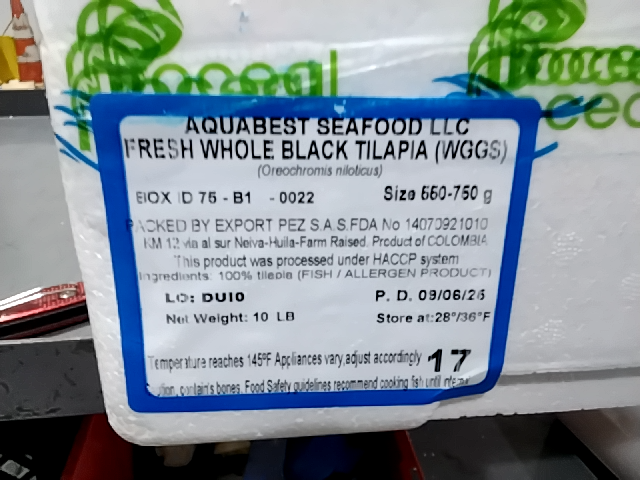 AQUABEST SEAFOOD LLC
FRESH WHOLE BLACK TILAPIA (WGGS)
(Oreochromis niloticus)
BOX ID 75 - B1 - 0022
Size 550-750 g
PACKED BY EXPORT PEZ S.A.S.FDA No 14070921010
KM 12 via al sur Neiva-Huila-Farm Raised. Product of COLOMBIA
This product was processed under HACCP system
Ingredients: 100% tilapia (FISH / ALLERGEN PRODUCT)
LO: DU10
P. D. 09/06/25
Net Weight: 10 LB
Store at:28°/36°F
Temperature reaches 145ºF Appliances vary,adjust accordingly
17
contains bones. Food Safety guidelines recommend cooking fish until